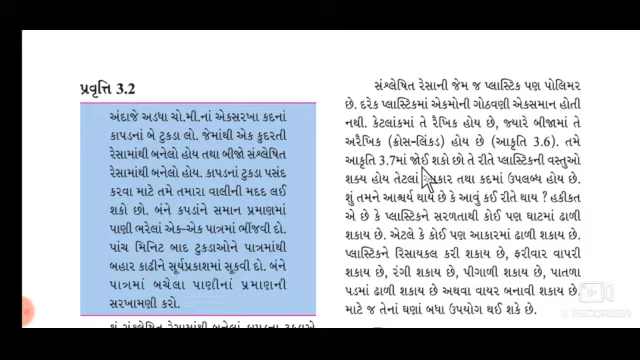 પ્રવૃત્તિ 3.2
અંદાજે અડધા ચો.મી.નાં એકસરખા કદનાં
કાપડનાં બે ટુકડા લો. જેમાંથી એક કુદરતી
રેસામાંથી બનેલો હોય તથા બીજો સંશ્લેષિત
રેસામાંથી બનેલો હોય. કાપડનાં ટુકડા પસંદ
કરવા માટે તમે તમારા વાલીની મદદ લઈ
શકો છો. બંને કપડાંને સમાન પ્રમાણમાં
પાણી ભરેલાં એક–એક પાત્રમાં ભીંજવી દો.
પાંચ મિનિટ બાદ ટુકડાઓને પાત્રમાંથી
બહાર કાઢીને સૂર્યપ્રકાશમાં સૂકવી દો. બંને
પાત્રમાં બચેલા પાણીનાં પ્રમાણની
સરખામણી કરો.
સંશ્લેષિત રેસાની જેમ જ પ્લાસ્ટિક પણ પોલિમર
છે. દરેક પ્લાસ્ટિકમાં એકમોની ગોઠવણી એકસમાન હોતી
નથી. કેટલાંકમાં તે રૈખિક હોય છે, જ્યારે બીજામાં તે
અરૈખિક (ક્રોસ-લિંક્ડ) હોય છે (આકૃતિ 3.6). તમે
આકૃતિ 3.7માં જોઈ શકો છો તે રીતે પ્લાસ્ટિકની વસ્તુઓ
શક્ય હોય તેટલાં આકાર તથા કદમાં ઉપલબ્ધ હોય છે.
શું તમને આશ્ચર્ય થાય છે કે આવું કઈ રીતે થાય ? હકીકત
એ છે કે પ્લાસ્ટિકને સરળતાથી કોઈ પણ ઘાટમાં ઢાળી
શકાય છે. એટલે કે કોઈ પણ આકારમાં ઢાળી શકાય છે.
પ્લાસ્ટિકને રિસાયકલ કરી શકાય છે, ફરીવાર વાપરી
શકાય છે, રંગી શકાય છે, પીગાળી શકાય છે, પાતળા
પડમાં ઢાળી શકાય છે અથવા વાયર બનાવી શકાય છે.
માટે જ તેનાં ઘણાં બધા ઉપયોગ થઈ શકે છે.
V RECORDER